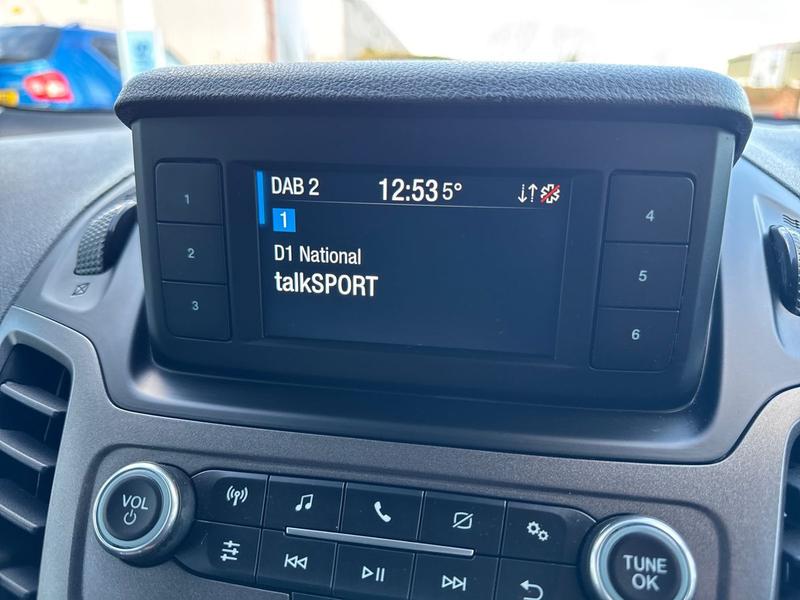 DAB 2 12:53 5°
1
D1 National
talkSPORT
1
2
3
4
5
6
VOL
TUNE
OK